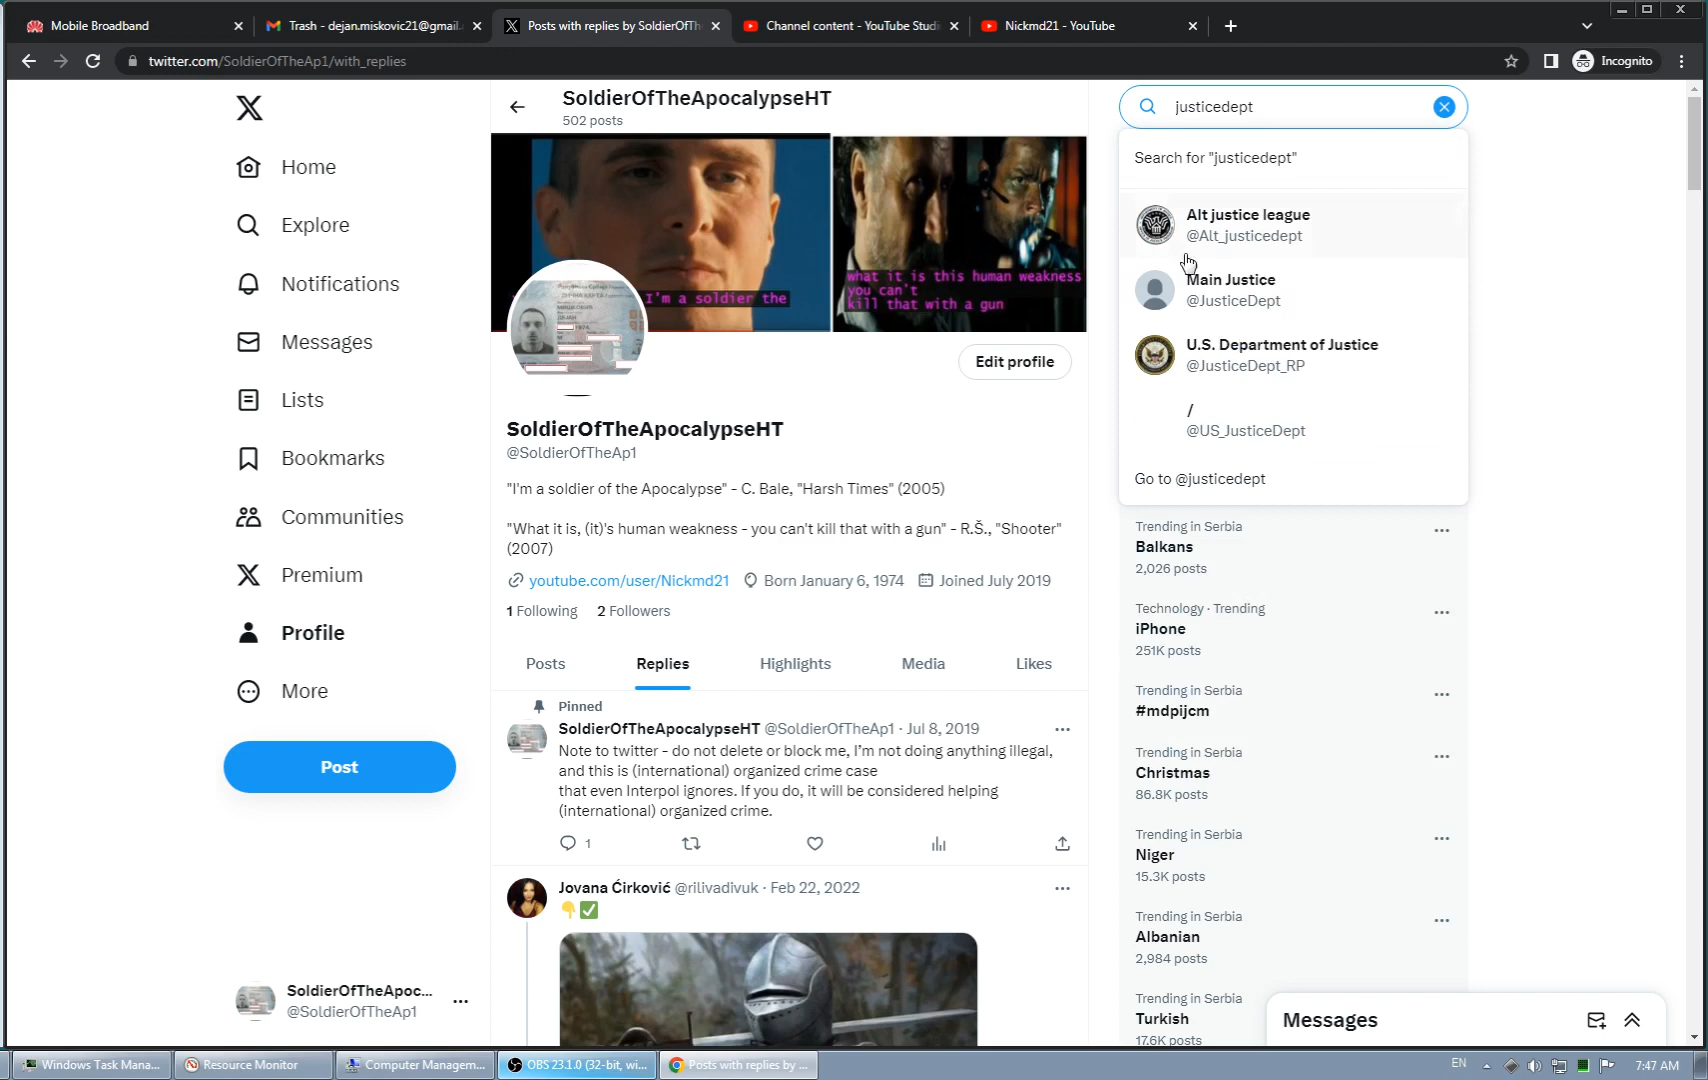 Mobile Broadband
Trash - dejan.miskovic21@gmail.
Posts with replies by SoldierOfTh
Channel content - YouTube Studi
Nickmd21 - YouTube
twitter.com/SoldierOfTheAp1/with_replies
Incognito
Home
Explore
Notifications
Messages
Lists
Bookmarks
Communities
Premium
Profile
More
Post
SoldierOfTheApoc...
@SoldierOfTheAp1
SoldierOfTheApocalypseHT
502 posts
I'm a soldier the
what it is this human weakness
you can't
kill that with a gun
Edit profile
SoldierOfTheApocalypseHT
@SoldierOfTheAp1
"I'm a soldier of the Apocalypse" - C. Bale, "Harsh Times" (2005)
"What it is, (it)'s human weakness - you can't kill that with a gun" - R.Š., "Shooter"
(2007)
youtube.com/user/Nickmd21 Born January 6, 1974 Joined July 2019
1 Following 2 Followers
Posts Replies Highlights Media Likes
Pinned
SoldierOfTheApocalypseHT @SoldierOfTheAp1 · Jul 8, 2019
Note to twitter - do not delete or block me, I'm not doing anything illegal,
and this is (international) organized crime case
that even Interpol ignores. If you do, it will be considered helping
(international) organized crime.
1
Jovana Ćirković @rilivadivuk · Feb 22, 2022
justicedept
Search for "justicedept"
Alt justice league
@Alt_justicedept
Main Justice
@JusticeDept
U.S. Department of Justice
@JusticeDept_RP
/
@US_JusticeDept
Go to @justicedept
Trending in Serbia
Balkans
2,026 posts
Technology · Trending
iPhone
251K posts
Trending in Serbia
#mdpijcm
Trending in Serbia
Christmas
86.8K posts
Trending in Serbia
Niger
15.3K posts
Trending in Serbia
Albanian
2,984 posts
Trending in Serbia
Turkish
17.6K posts
Messages
Windows Task Mana...
Resource Monitor
Computer Managem...
OBS 23.1.0 (32-bit, wi...
Posts with replies by ...
EN
7:47 AM